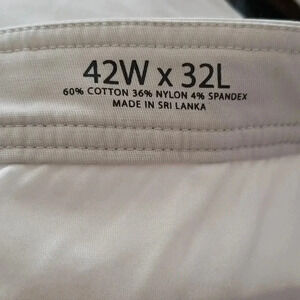 42W x 32L
60% COTTON 36% NYLON 4% SPANDEX
MADE IN SRI LANKA